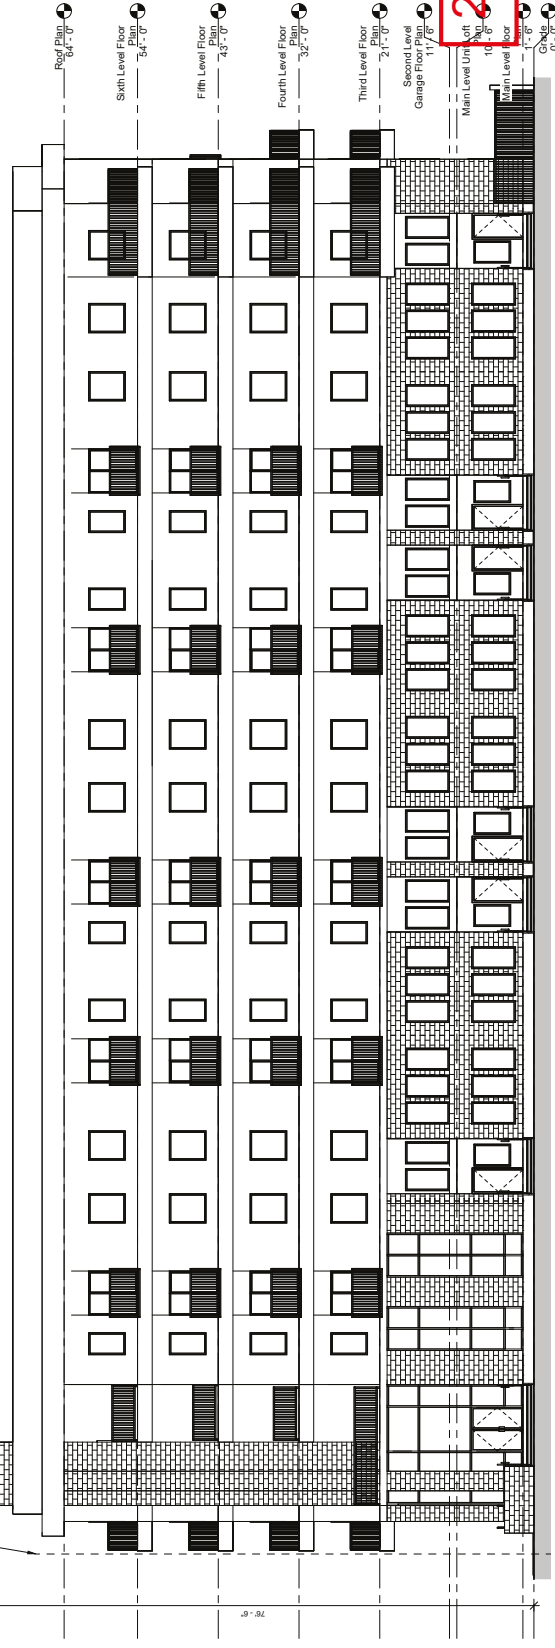 Roof Plan
64' - 0"
Sixth Level Floor
Plan
54' - 0"
Fifth Level Floor
Plan
43' - 0"
Fourth Level Floor
Plan
32' - 0"
Third Level Floor
Plan
21' - 0"
Second Level
Garage Floor Plan
11' - 6"
Main Level Unit Loft
Plan
10' - 6"
Main Level Floor
Plan
1' - 6"
Grade
0' - 0"
2
76' - 6"